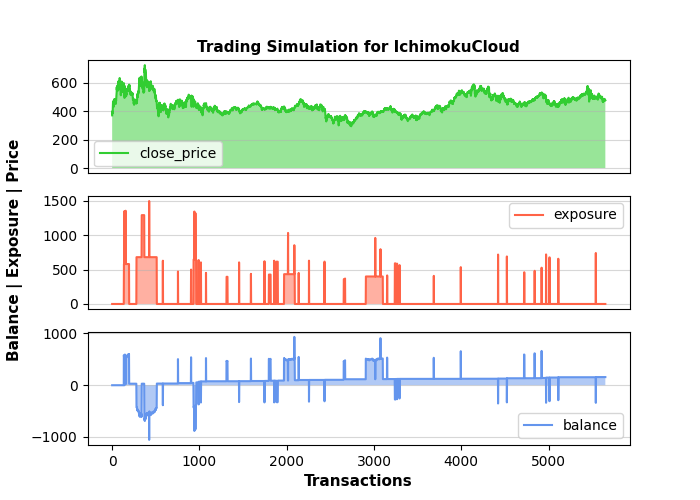 Trading Simulation for IchimokuCloud
600
400
200
0
close_price
1500
1000
500
0
exposure
1000
0
−1000
balance
0 1000 2000 3000 4000 5000
Transactions
Balance | Exposure | Price